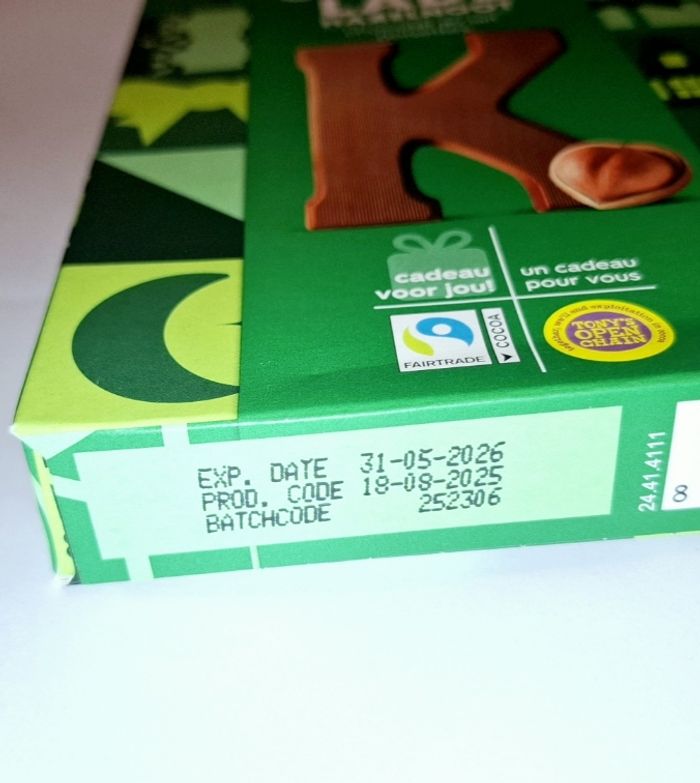 cadeau
voor jou!
un cadeau
pour vous
FAIRTRADE
COCOA
TONY'S
OPEN
CHAIN
EXP. DATE 31-05-2026
PROD. CODE 18-08-2025
BATCHCODE 252306
24.41.4111
8